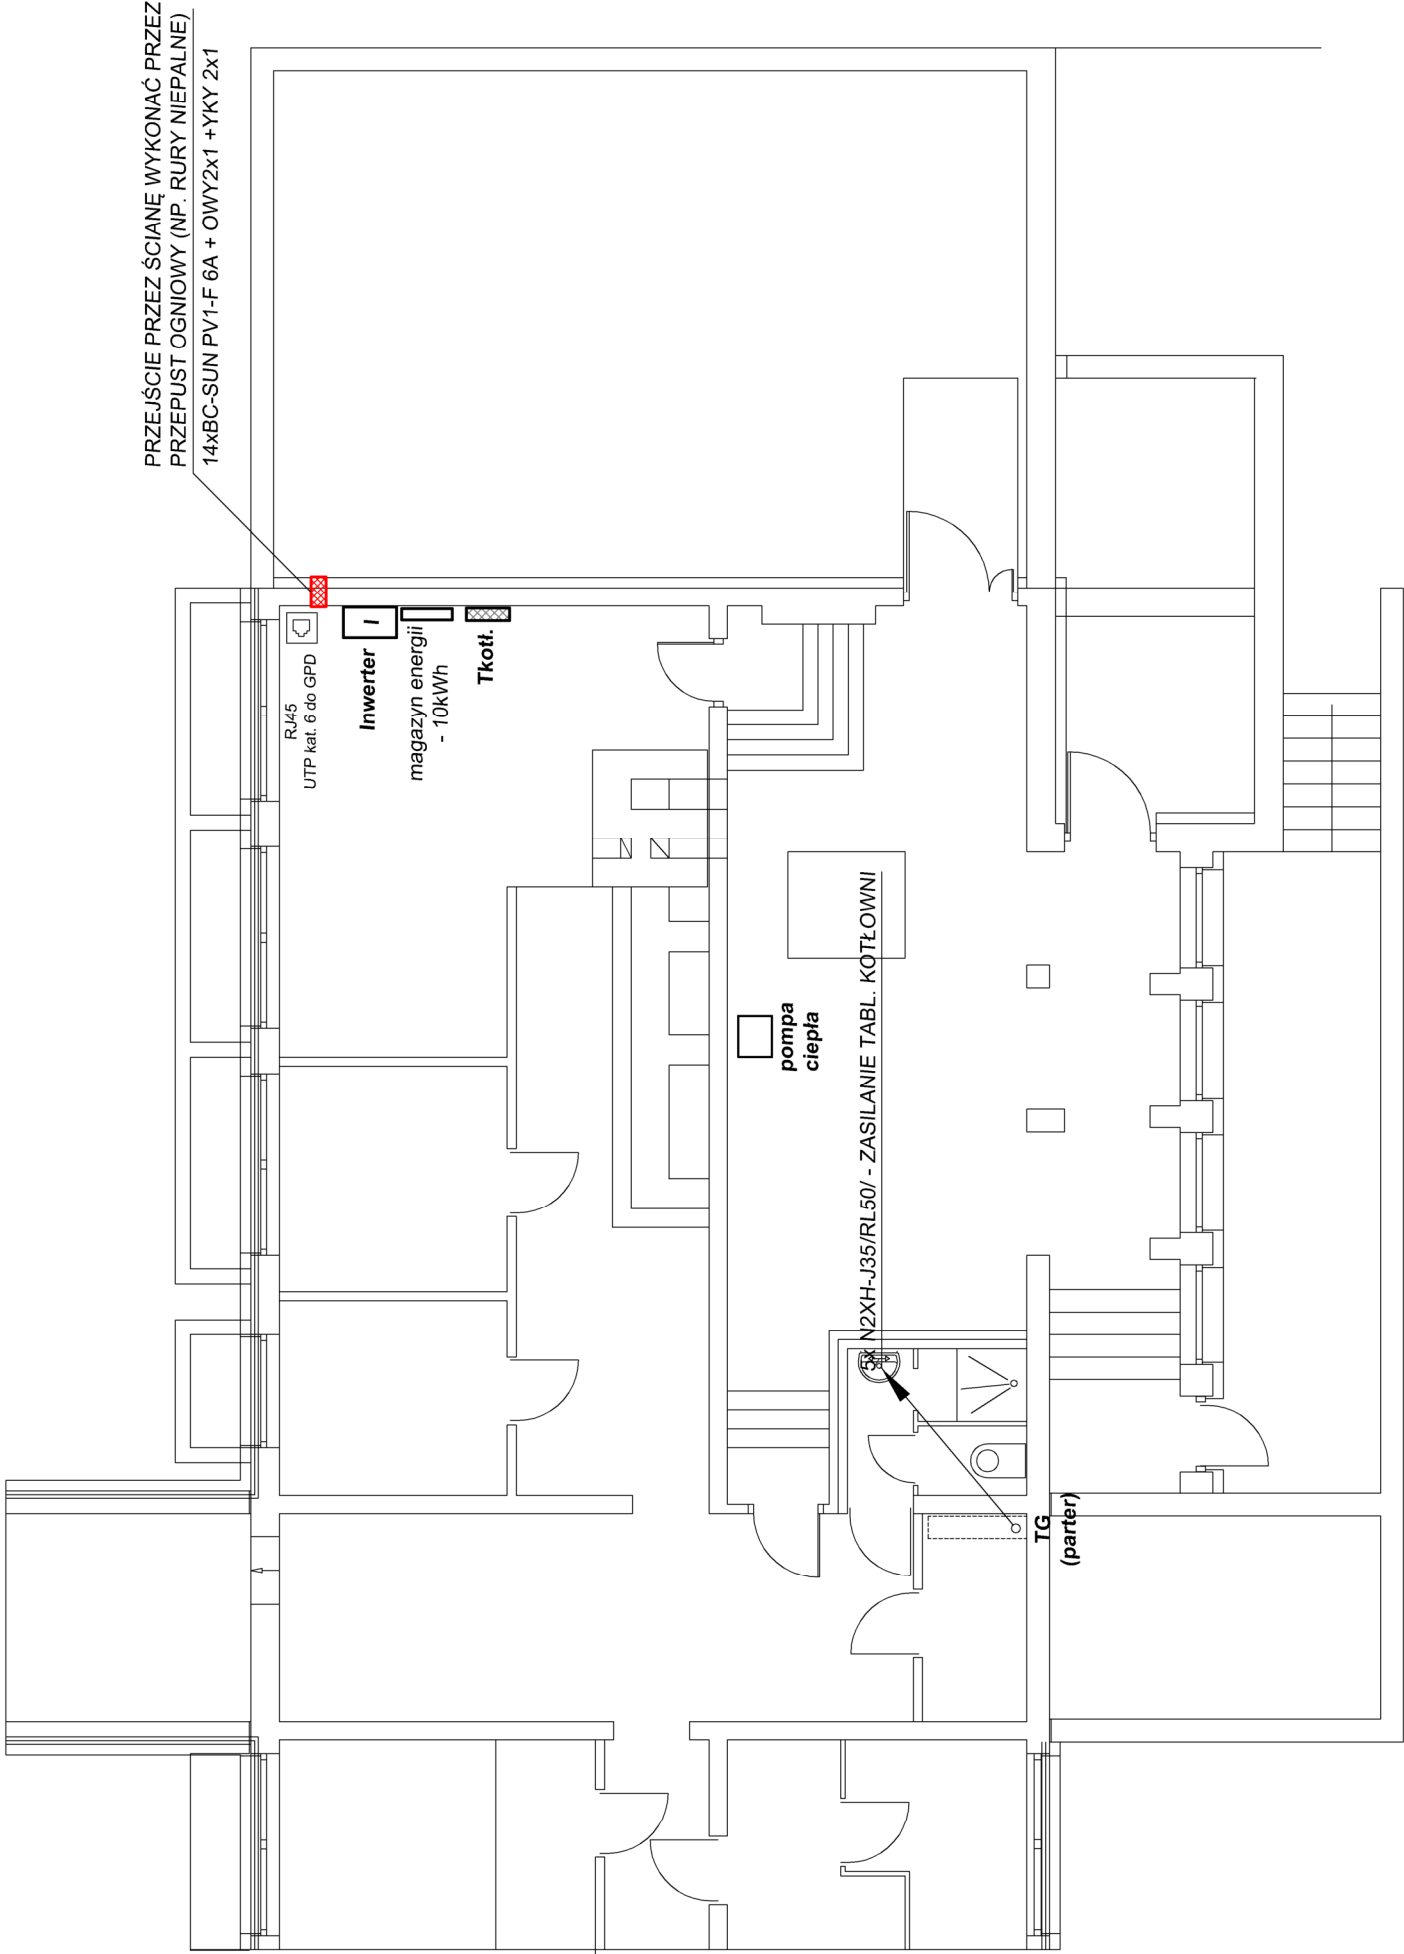 PRZEJŚCIE PRZEZ ŚCIANĘ WYKONAĆ PRZEZ
PRZEPUST OGNIOWY (NP. RURY NIEPALNE)
14xBC-SUN PV1-F 6A + OWY2x1 +YKY 2x1
RJ45
UTP kat. 6 do GPD
I
Inwerter
magazyn energii
- 10kWh
Tkotł.
pompa
ciepła
5x N2XH-J35/RL50/ - ZASILANIE TABL. KOTŁOWNI
TG
(parter)